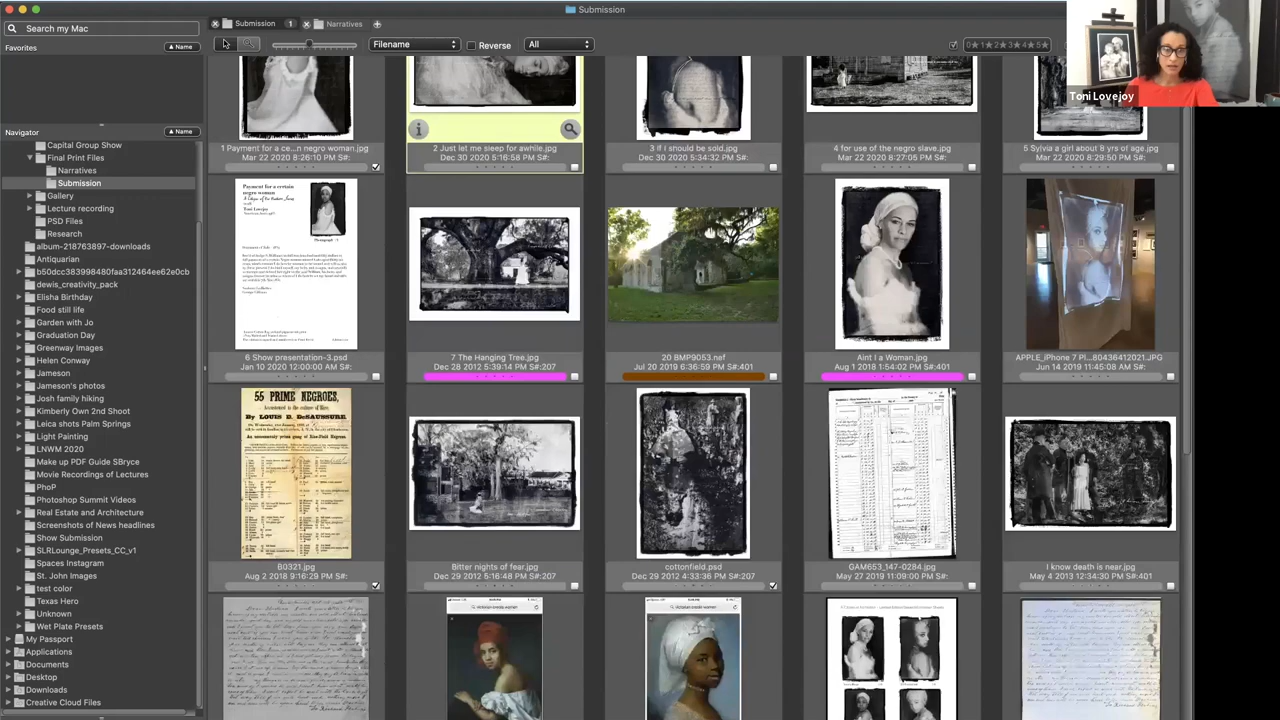 Submission
Search my Mac
Submission 1
Narratives
Favorites
Name
Filename
Reverse
All
Toni Lovejoy
Navigator
Name
Capital Group Show
Final Print Files
Narratives
Submission
Gallery
Lecture recording
PSD Files
Research
album-218763897-downloads
Antiquarian
dewis_creativity_pack
Elisha Birthday
Food still life
Garden with Jo
Graduation Day
Greenway Images
Helen Conway
Jameson
Jameson's photos
Josh family hiking
Kimberly Own 2nd Shoot
Leica shots Palm Springs
Light Painting
LNWM 2020
Make up PDF Guide SBryce
Movie Recordings of Lectures
PhoP
Photoshop Summit Videos
Real Estate and Architecture
Screenshots of News headlines
Show Submission
SLRLounge_Presets_CC_v1
Spaces Instagram
St. John Images
test color
Texas Hero
Unknown
Wet Plate Presets
My Passport
Applications
Documents
Desktop
Downloads
Creative Cloud Files
1 Payment for a ce...n negro woman.jpg
Mar 22 2020 8:26:10 PM S#:
2 Just let me sleep for awhile.jpg
Dec 30 2020 5:16:58 PM S#:
3 If I should be sold.jpg
Dec 30 2020 5:34:32 PM S#:
4 for use of the negro slave.jpg
Mar 22 2020 8:27:05 PM S#:
5 Sylvia a girl about 8 yrs of age.jpg
Mar 22 2020 8:29:50 PM S#:
Payment for a certain
negro woman
Toni Lovejoy
6 Show presentation-3.psd
Jan 10 2020 12:00:00 AM S#:
7 The Hanging Tree.jpg
Dec 28 2012 5:39:14 PM S#:207
20 BMP9053.nef
Jul 20 2019 6:36:59 PM S#:401
Aint I a Woman.jpg
Aug 1 2018 1:54:02 PM S#:401
APPLE_iPhone 7 Pl...80436412021.JPG
Jun 14 2019 11:45:08 AM S#:
55 PRIME NEGROES,
By LOUIS D. DeSAUSSURE.
B0321.jpg
Aug 2 2018 9:16:29 PM S#:
Bitter nights of fear.jpg
Dec 29 2012 5:16:48 PM S#:207
cottonfield.psd
Dec 29 2012 4:33:36 PM S#:207
GAM653_147-0284.jpg
May 27 2019 11:09:00 PM S#:
I know death is near.jpg
May 4 2013 12:34:30 PM S#:401